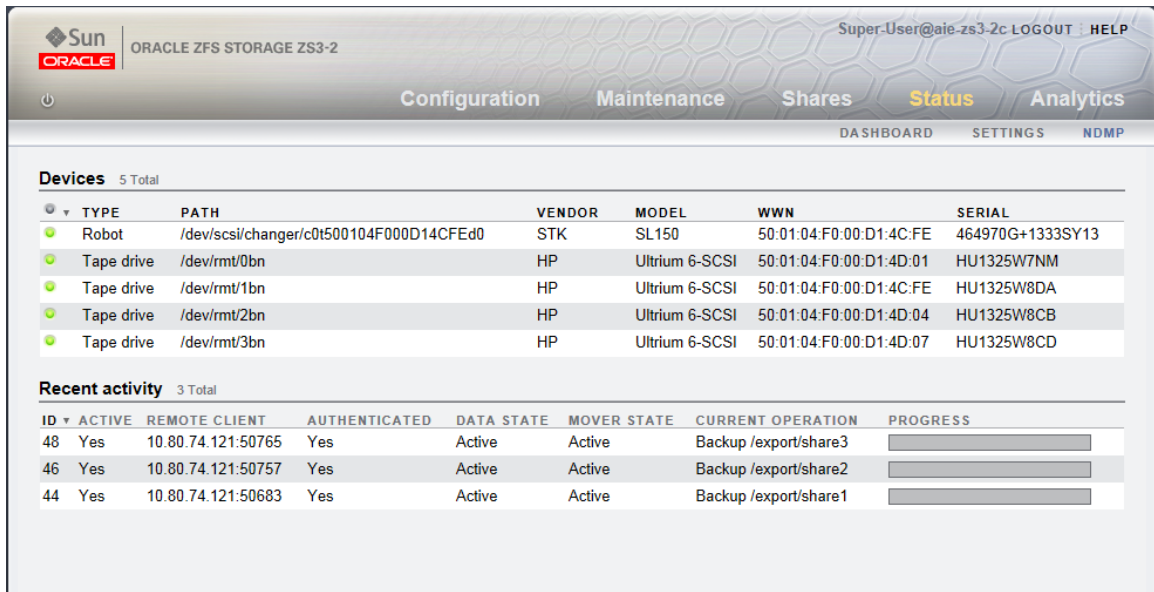 Sun
ORACLE
ORACLE ZFS STORAGE ZS3-2
Super-User@aie-zs3-2c LOGOUT HELP
Configuration Maintenance Shares Status Analytics
DASHBOARD SETTINGS NDMP
Devices 5 Total
TYPE PATH VENDOR MODEL WWN SERIAL
Robot /dev/scsi/changer/c0t500104F000D14CFEd0 STK SL150 50:01:04:F0:00:D1:4C:FE 464970G+1333SY13
Tape drive /dev/rmt/0bn HP Ultrium 6-SCSI 50:01:04:F0:00:D1:4D:01 HU1325W7NM
Tape drive /dev/rmt/1bn HP Ultrium 6-SCSI 50:01:04:F0:00:D1:4C:FE HU1325W8DA
Tape drive /dev/rmt/2bn HP Ultrium 6-SCSI 50:01:04:F0:00:D1:4D:04 HU1325W8CB
Tape drive /dev/rmt/3bn HP Ultrium 6-SCSI 50:01:04:F0:00:D1:4D:07 HU1325W8CD
Recent activity 3 Total
ID ACTIVE REMOTE CLIENT AUTHENTICATED DATA STATE MOVER STATE CURRENT OPERATION PROGRESS
48 Yes 10.80.74.121:50765 Yes Active Active Backup /export/share3
46 Yes 10.80.74.121:50757 Yes Active Active Backup /export/share2
44 Yes 10.80.74.121:50683 Yes Active Active Backup /export/share1